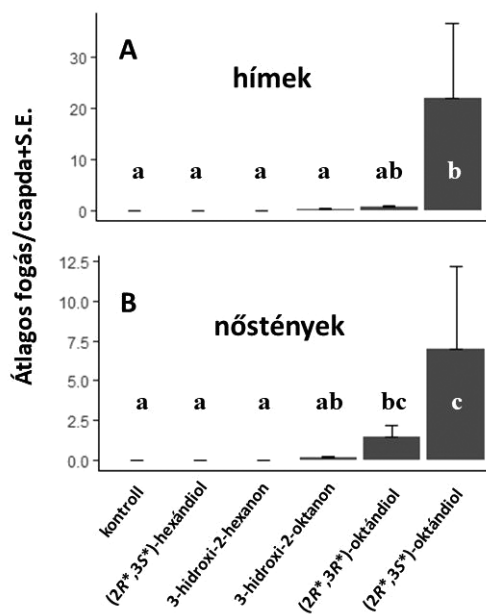 A
hímek
30
20
10
0
a a a a ab b
Átlagos fogás/csapda+S.E.
B
nőstények
12.5
10.0
7.5
5.0
2.5
0.0
a a a ab bc c
kontroll
(2R*,3S*)-hexándiol
3-hidroxi-2-hexanon
3-hidroxi-2-oktanon
(2R*,3R*)-oktándiol
(2R*,3S*)-oktándiol